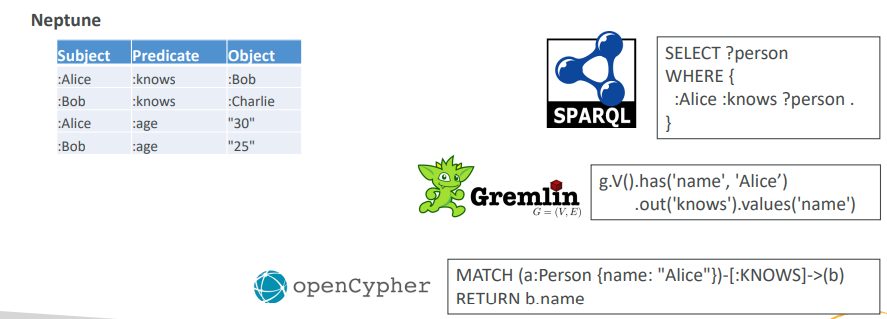 Neptune
Subject Predicate Object
:Alice :knows :Bob
:Bob :knows :Charlie
:Alice :age "30"
:Bob :age "25"
SPARQL
SELECT ?person
WHERE {
:Alice :knows ?person .
}
Gremlin
G = (V, E)
g.V().has('name', 'Alice’)
.out('knows').values('name')
openCypher
MATCH (a:Person {name: "Alice"})-[:KNOWS]->(b)
RETURN b.name